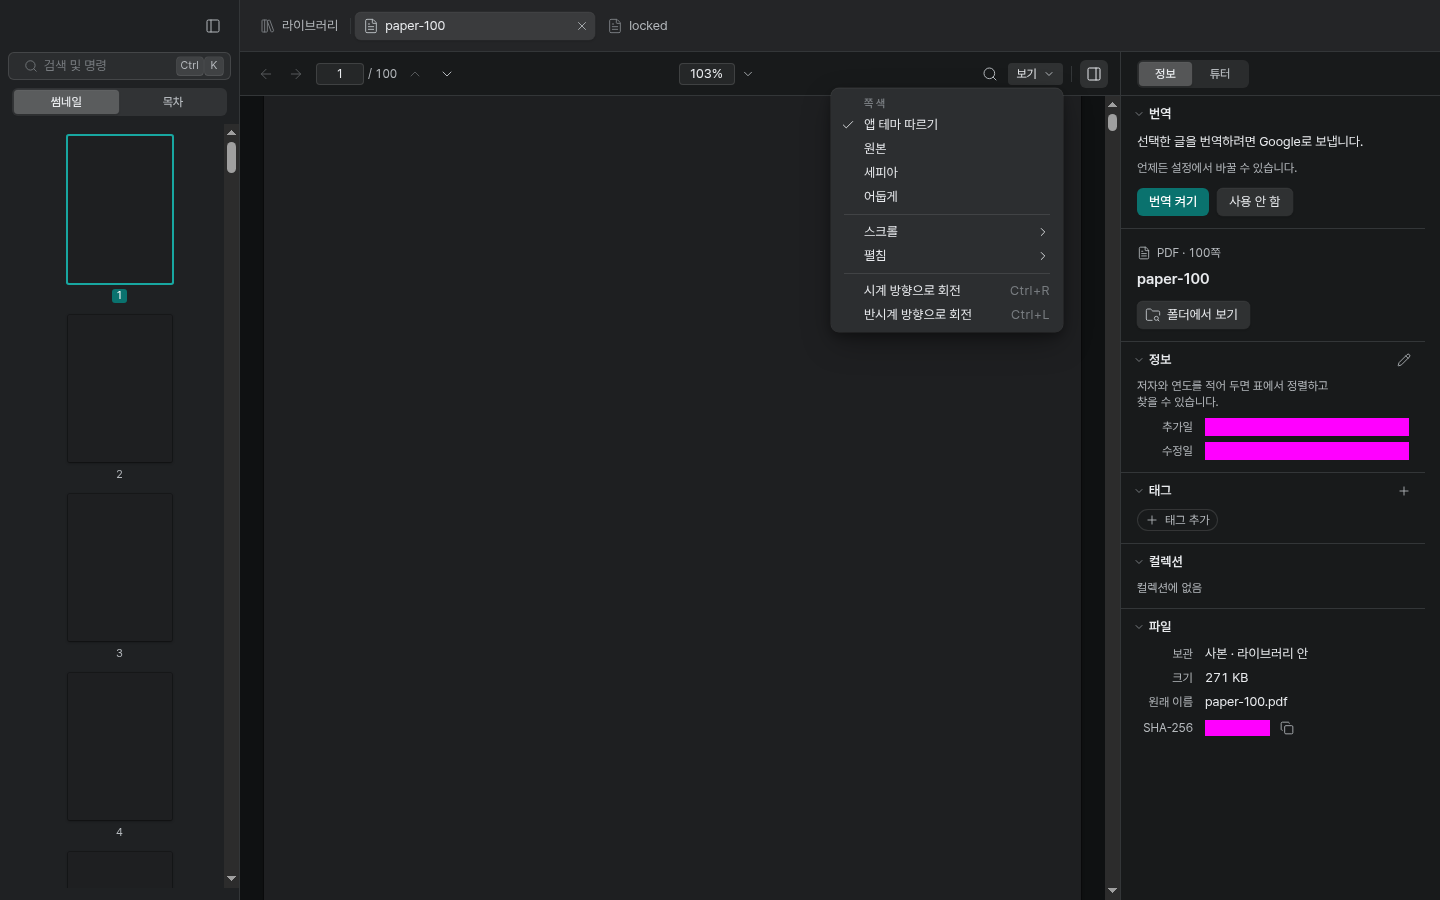 라이브러리
paper-100
locked
검색 및 명령
Ctrl
K
1
/ 100
103%
보기
정보
튜터
썸네일
목차
쪽 색
앱 테마 따르기
원본
세피아
어둡게
스크롤
펼침
시계 방향으로 회전
Ctrl+R
반시계 방향으로 회전
Ctrl+L
1
2
3
4
번역
선택한 글을 번역하려면 Google로 보냅니다.
언제든 설정에서 바꿀 수 있습니다.
번역 켜기
사용 안 함
PDF · 100쪽
paper-100
폴더에서 보기
정보
저자와 연도를 적어 두면 표에서 정렬하고
찾을 수 있습니다.
추가일
수정일
태그
태그 추가
컬렉션
컬렉션에 없음
파일
보관
사본 · 라이브러리 안
크기
271 KB
원래 이름
paper-100.pdf
SHA-256